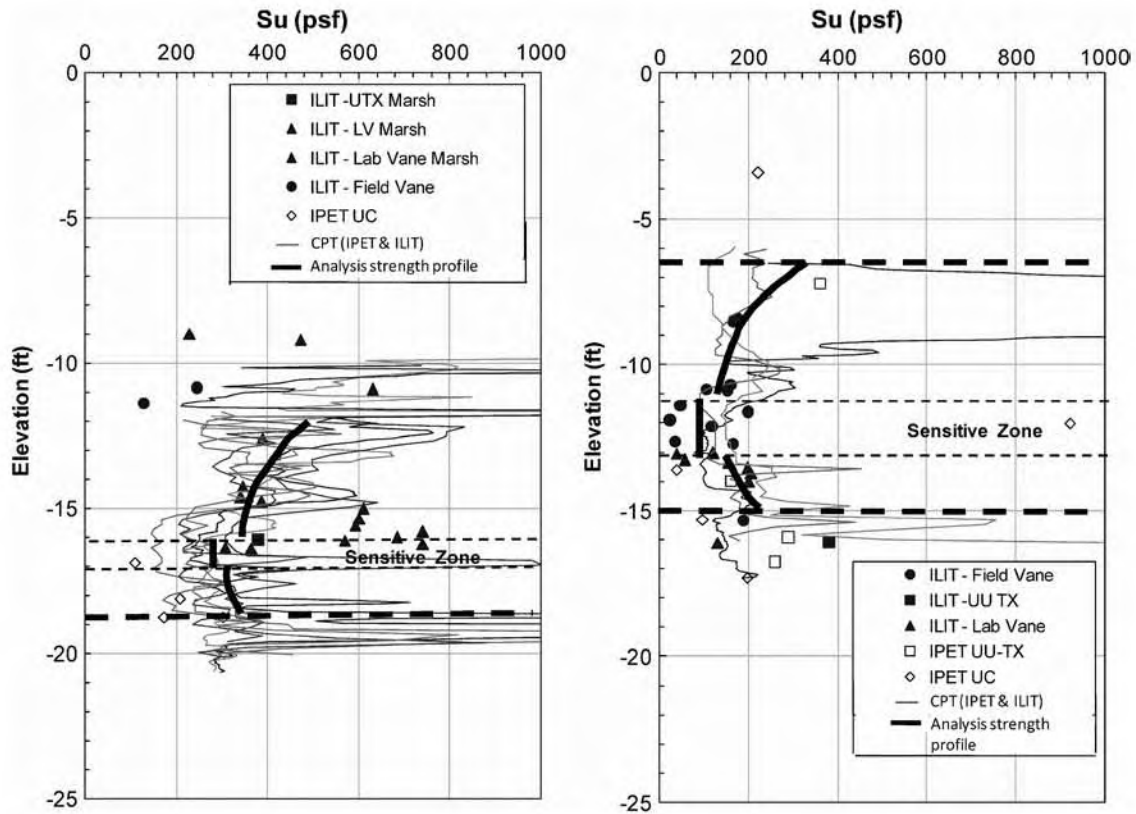 Su (psf)
0 200 400 600 800 1000
0
-5
-10
-15
-20
-25
Elevation (ft)
ILIT -UTX Marsh
ILIT - LV Marsh
ILIT - Lab Vane Marsh
ILIT - Field Vane
IPET UC
CPT (IPET & ILIT)
Analysis strength profile
Sensitive Zone
Su (psf)
0 200 400 600 800 1000
0
-5
-10
-15
-20
-25
Elevation (ft)
Sensitive Zone
ILIT - Field Vane
ILIT -UU TX
ILIT - Lab Vane
IPET UU-TX
IPET UC
CPT (IPET & ILIT)
Analysis strength
profile